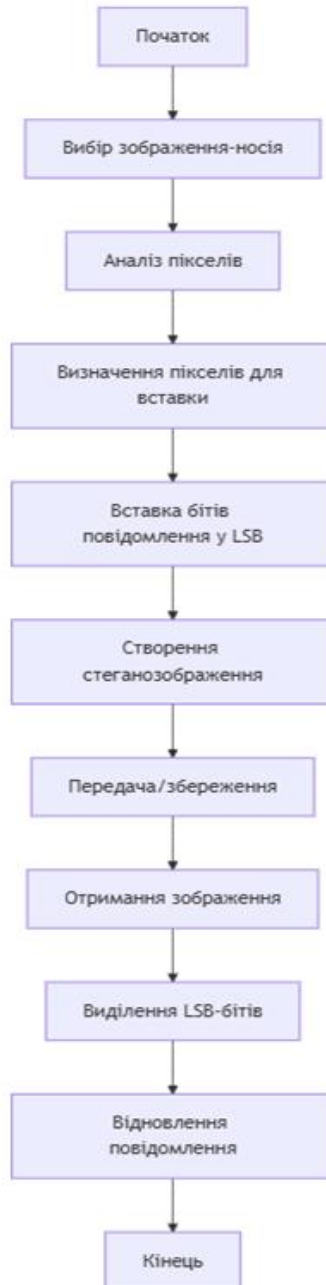 Початок
Вибір зображення-носія
Аналіз пікселів
Визначення пікселів для
вставки
Вставка бітів
повідомлення у LSB
Створення
стеганозображення
Передача/збереження
Отримання зображення
Виділення LSB-бітів
Відновлення
повідомлення
Кінець